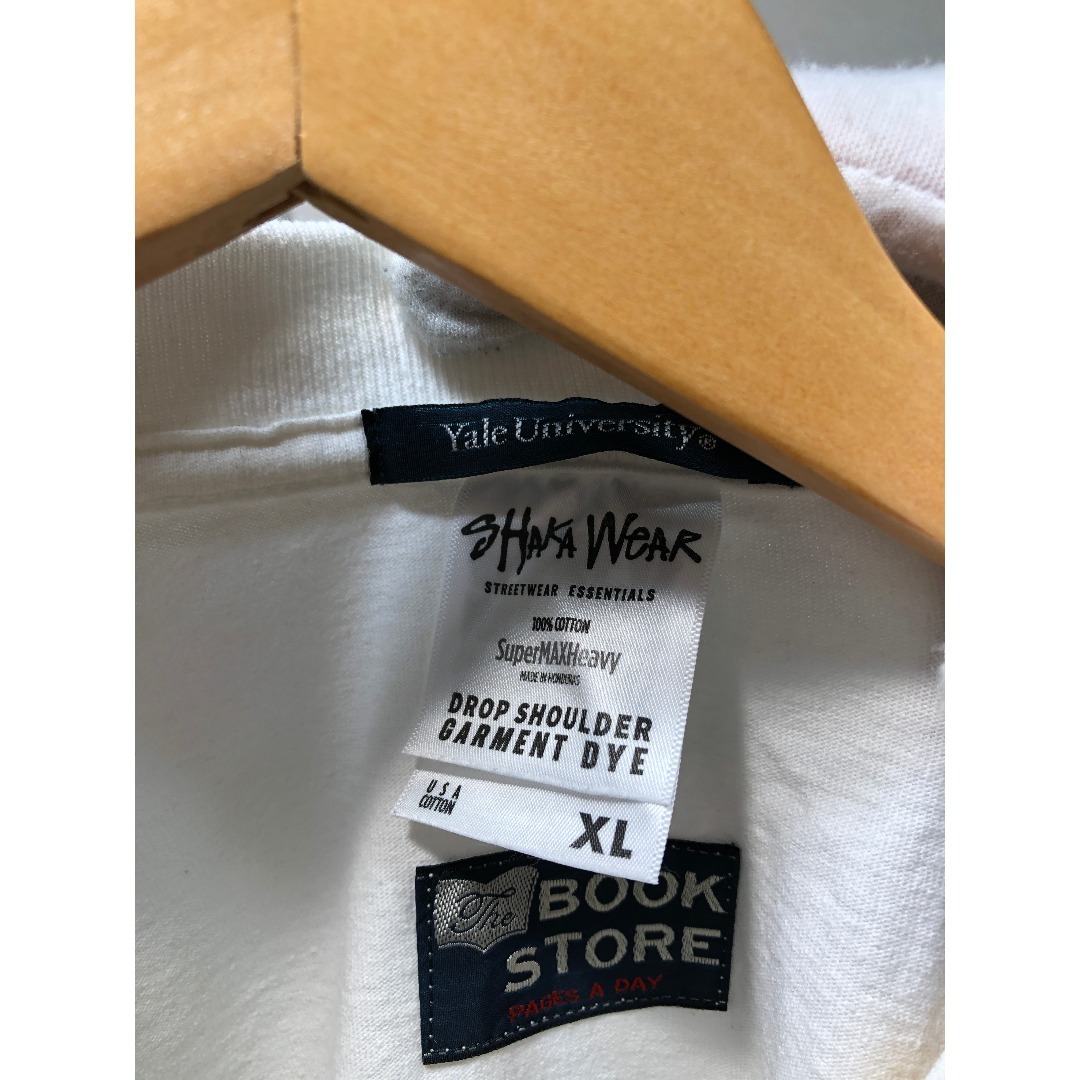 Yale University®
SHAKA WEAR
STREETWEAR ESSENTIALS
100% COTTON
SuperMAXHeavy
MADE IN HONDURAS
DROP SHOULDER
GARMENT DYE
USA
COTTON
XL
The BOOK
STORE
PAGES A DAY